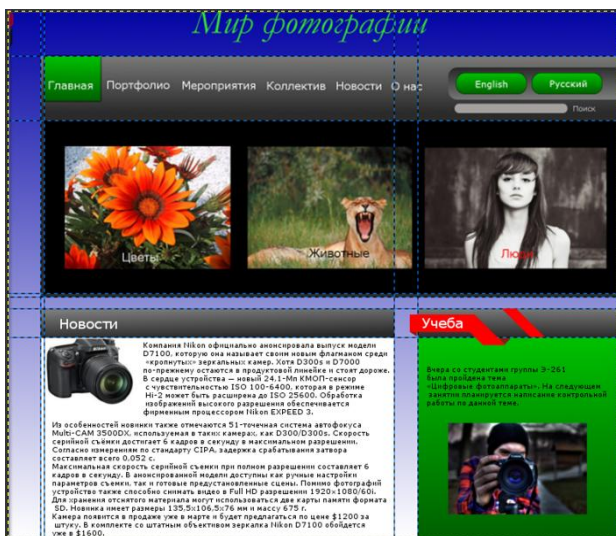 Мир фотографии
Главная Портфолио Мероприятия Коллектив Новости О нас
English Русский
Поиск
Цветы Животные Люди
Новости
Компания Nikon официально анонсировала выпуск модели
D7100, которую она называет своим новым флагманом среди
«кропнутых» зеркальных камер. Хотя D300s и D7000
по-прежнему остаются в продуктовой линейке и стоят дороже.
В сердце устройства — новый 24,1-Мп КМОП-сенсор
с чувствительностью ISO 100-6400, которая в режиме
Hi-2 может быть расширена до ISO 25600. Обработка
изображений высокого разрешения обеспечивается
фирменным процессором Nikon EXPEED 3.
Из особенностей новинки также отмечаются 51-точечная система автофокуса
Multi-CAM 3500DX, «используемая в таких камерах, как D300/D300s. Скорость
серийной съёмки достигает 6 кадров в секунду в максимальном разрешении.
Согласно измерениям по стандарту CIPA, задержка срабатывания затвора
составляет всего 0,052 с.
Максимальная скорость серийной съемки при полном разрешении составляет 6
кадров в секунду. В анонсированной модели доступны как ручные настройки
параметров съемки, так и готовые предустановленные сцены. Помимо фотографий
устройство также способно снимать видео в Full HD разрешении 1920×1080/60i.
Для хранения отснятого материала могут использоваться две карты памяти формата
SD. Новинка имеет размеры 135,5x106,5x76 мм и массу 675 г.
Камера появится в продаже уже в марте и будет предлагаться по цене $1200 за
штуку. В комплекте со штатным объективом зеркалка Nikon D7100 обойдется
уже в $1600.
Учеба
Вчера со студентами группы Э-261
была пройдена тема
«Цифровые фотоаппараты». На следующем
занятии планируется написание контрольной
работы по данной теме.